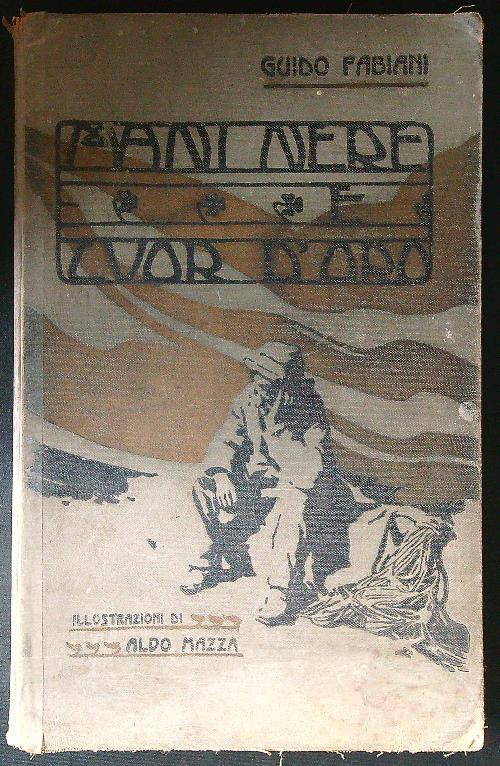 GUIDO FABIANI
MANI NERE
E
CUOR D'ORO
ILLUSTRAZIONI DI
ALDO MAZZA